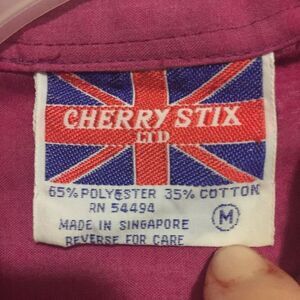 CHERRY STIX
LTD
65% POLYESTER 35% COTTON
RN 54494
M
MADE IN SINGAPORE
REVERSE FOR CARE